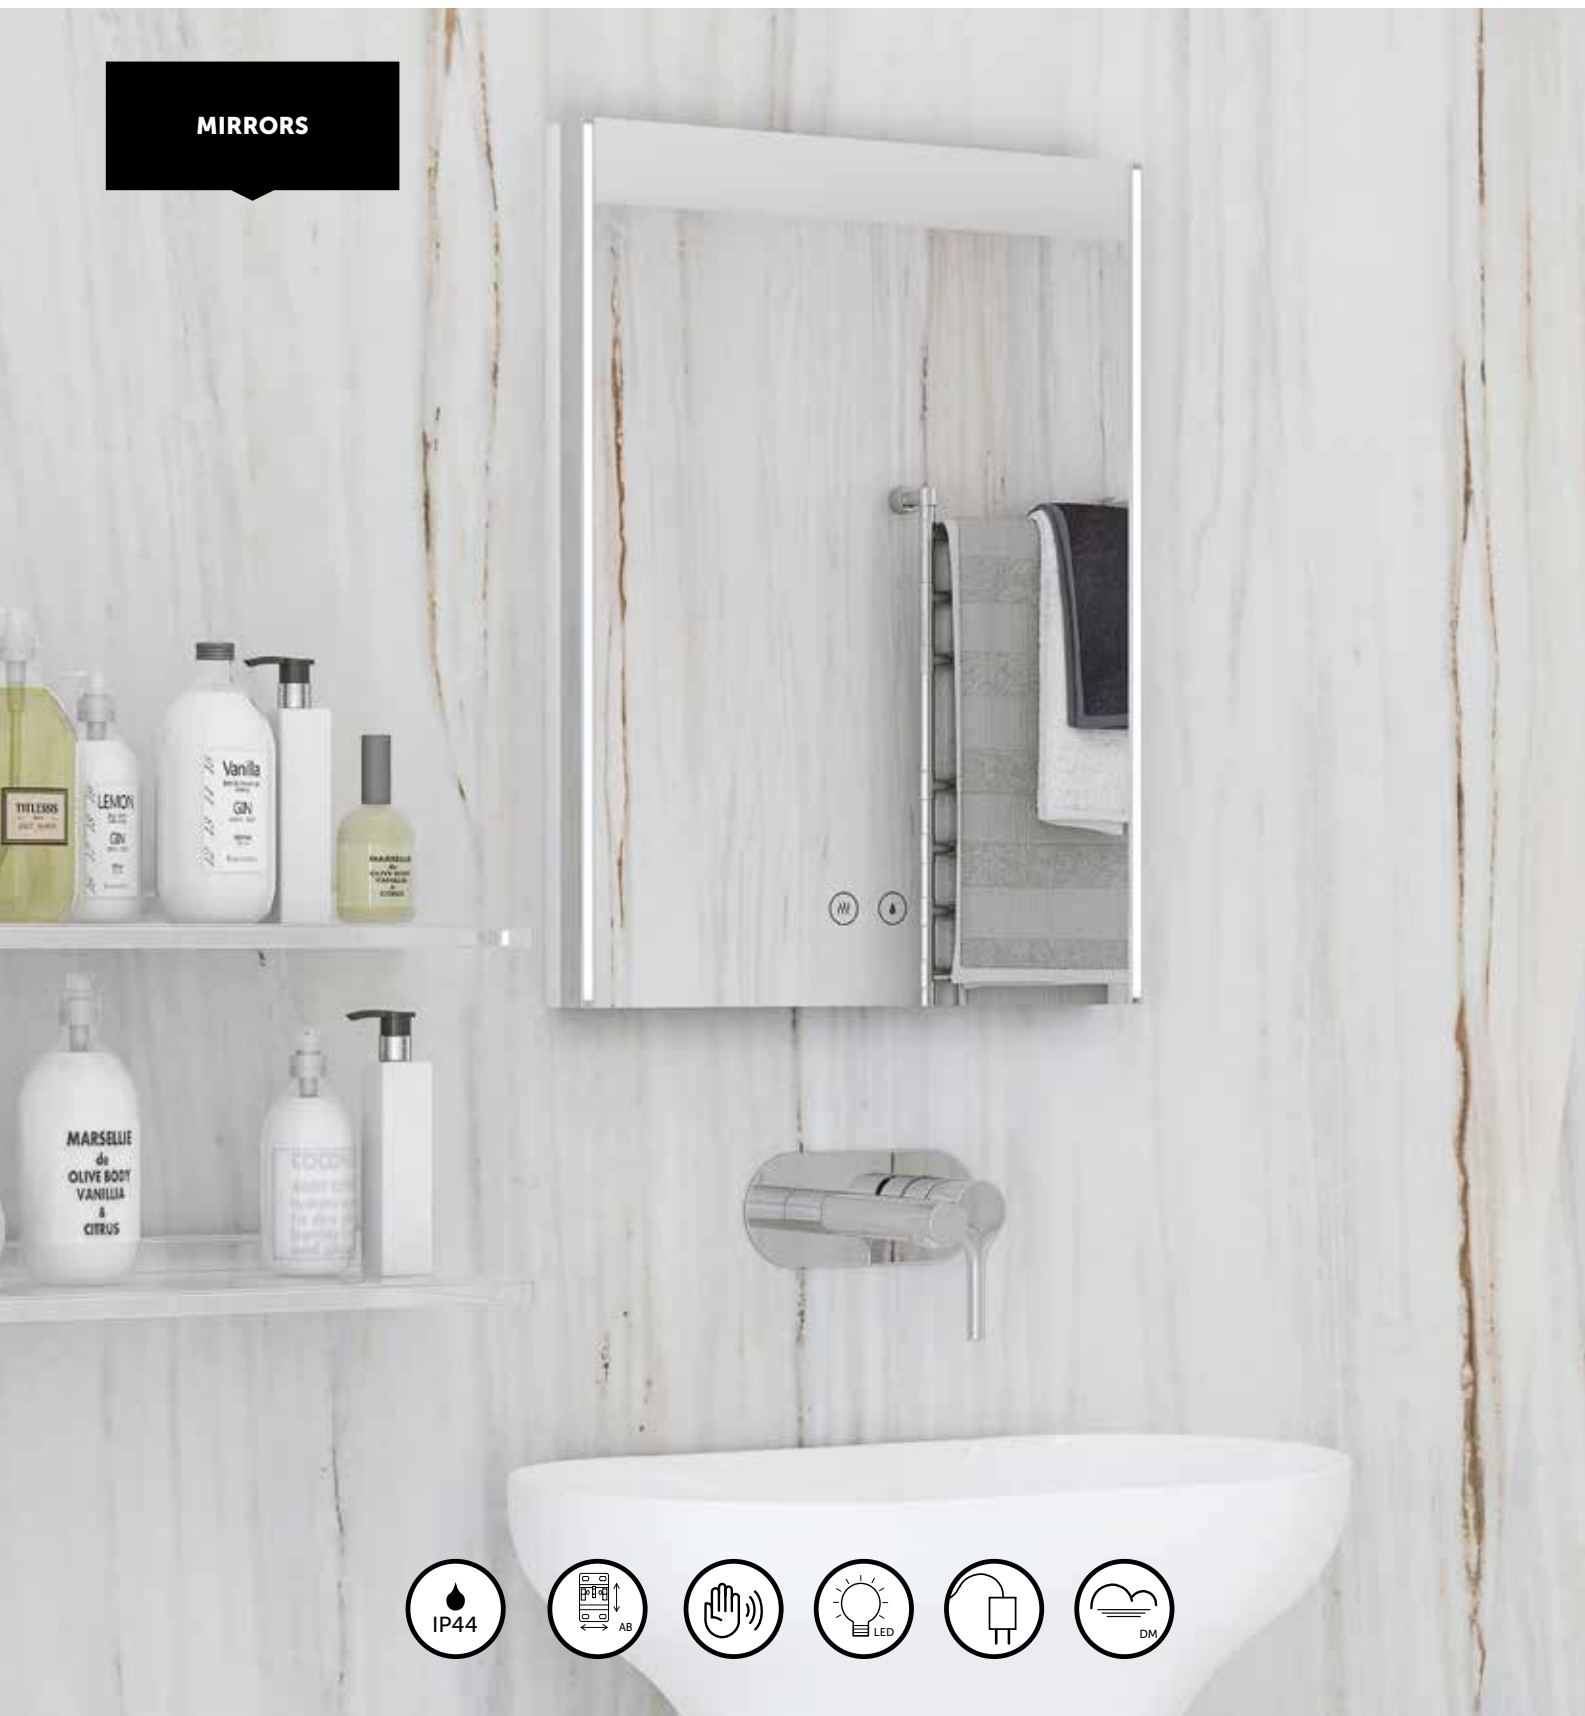 MIRRORS
Vanilla
GIN
LEMON
GIN
TITLESSS
MARSELLIE
de
OLIVE BODY
VANILLIA
&
CITRUS
MARSELLIE
de
OLIVE BODY
VANILLIA
&
CITRUS
IP44
AB
LED
DM